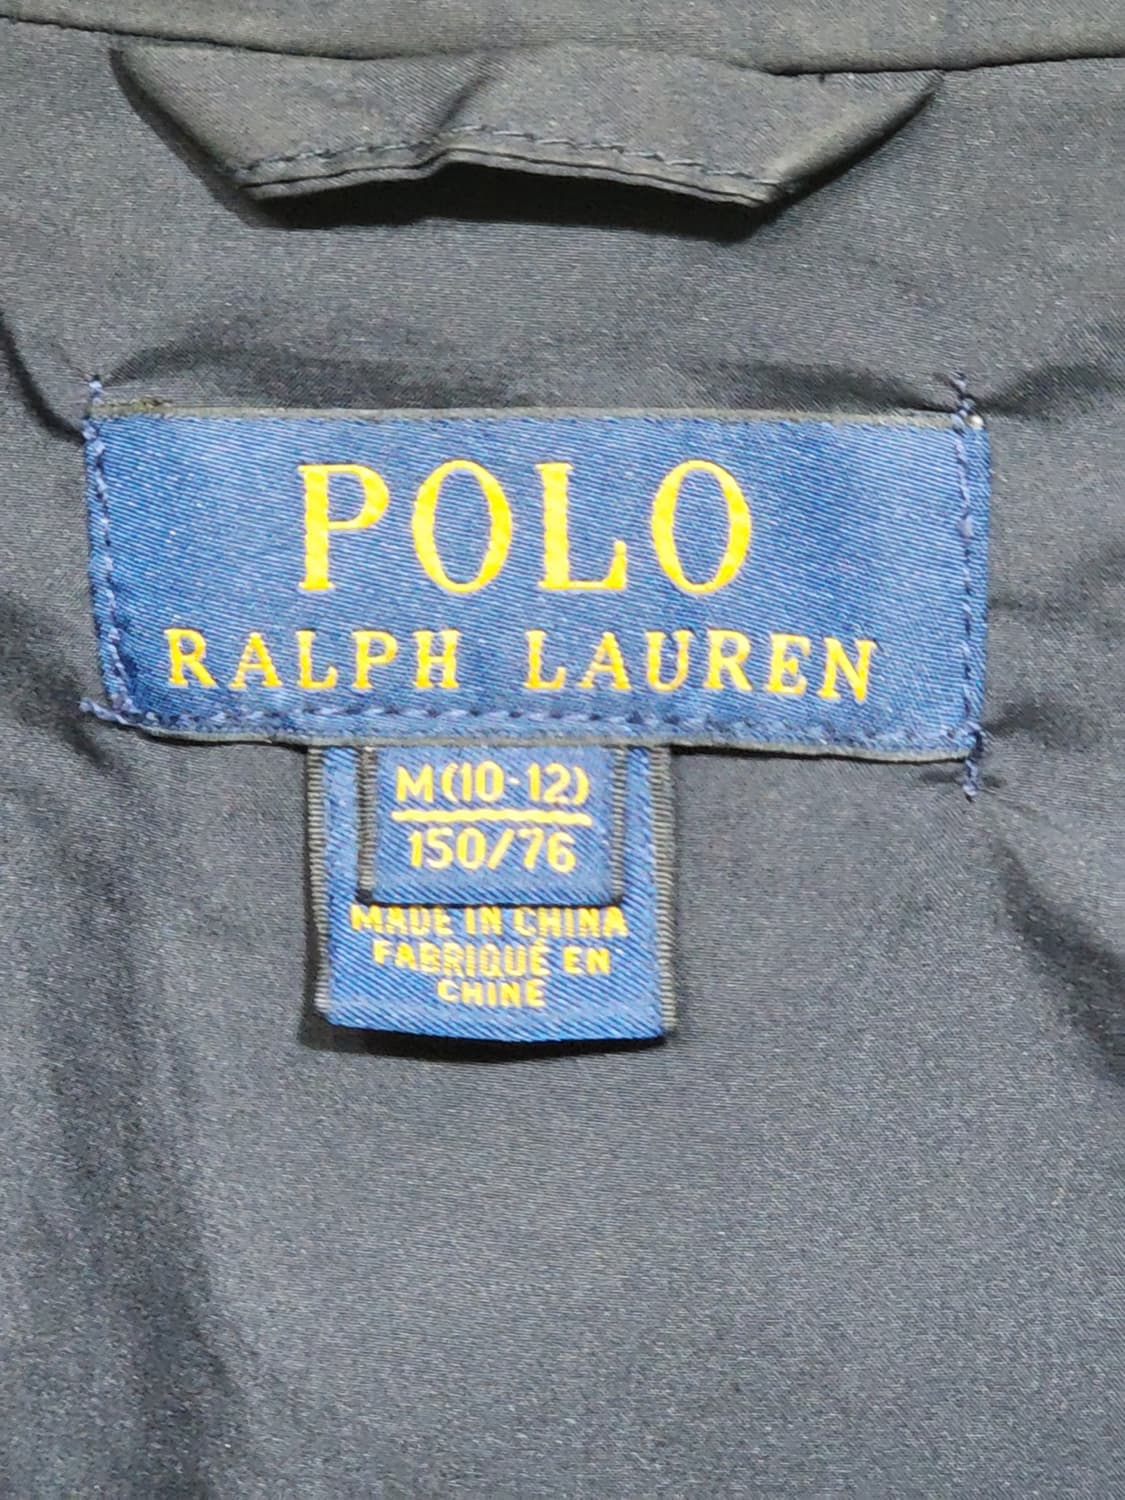 POLO
RALPH LAUREN
M(10-12)
150/76
MADE IN CHINA
FABRIQUÉ EN
CHINE